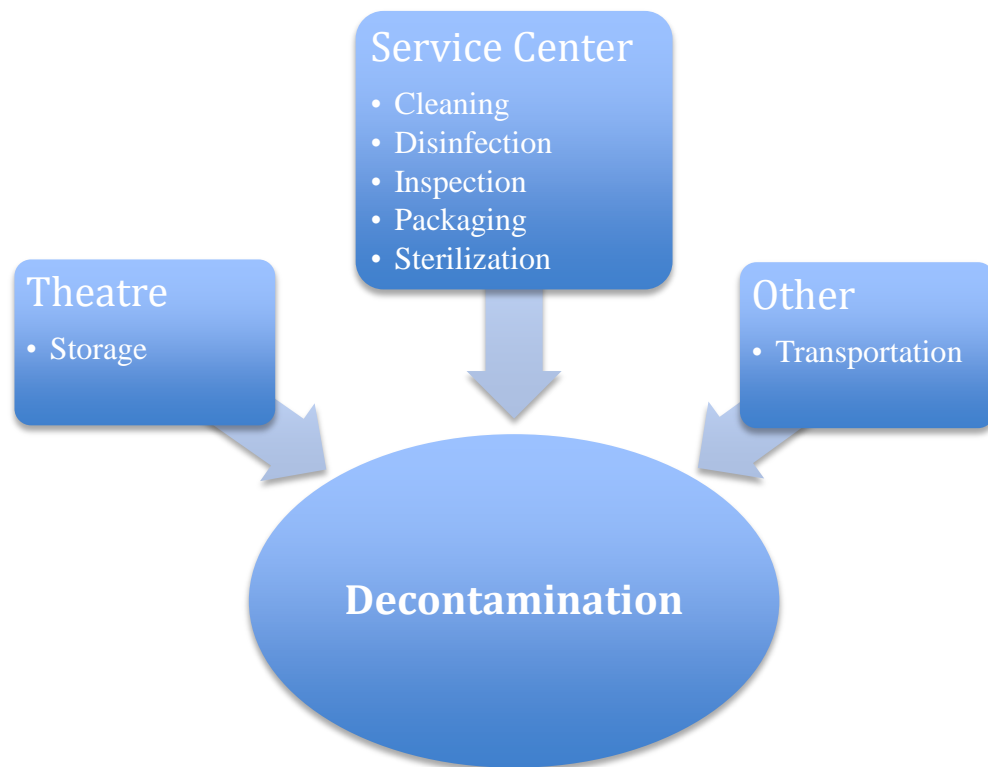 Service Center
• Cleaning
• Disinfection
• Inspection
• Packaging
• Sterilization
Theatre
• Storage
Other
• Transportation
Decontamination